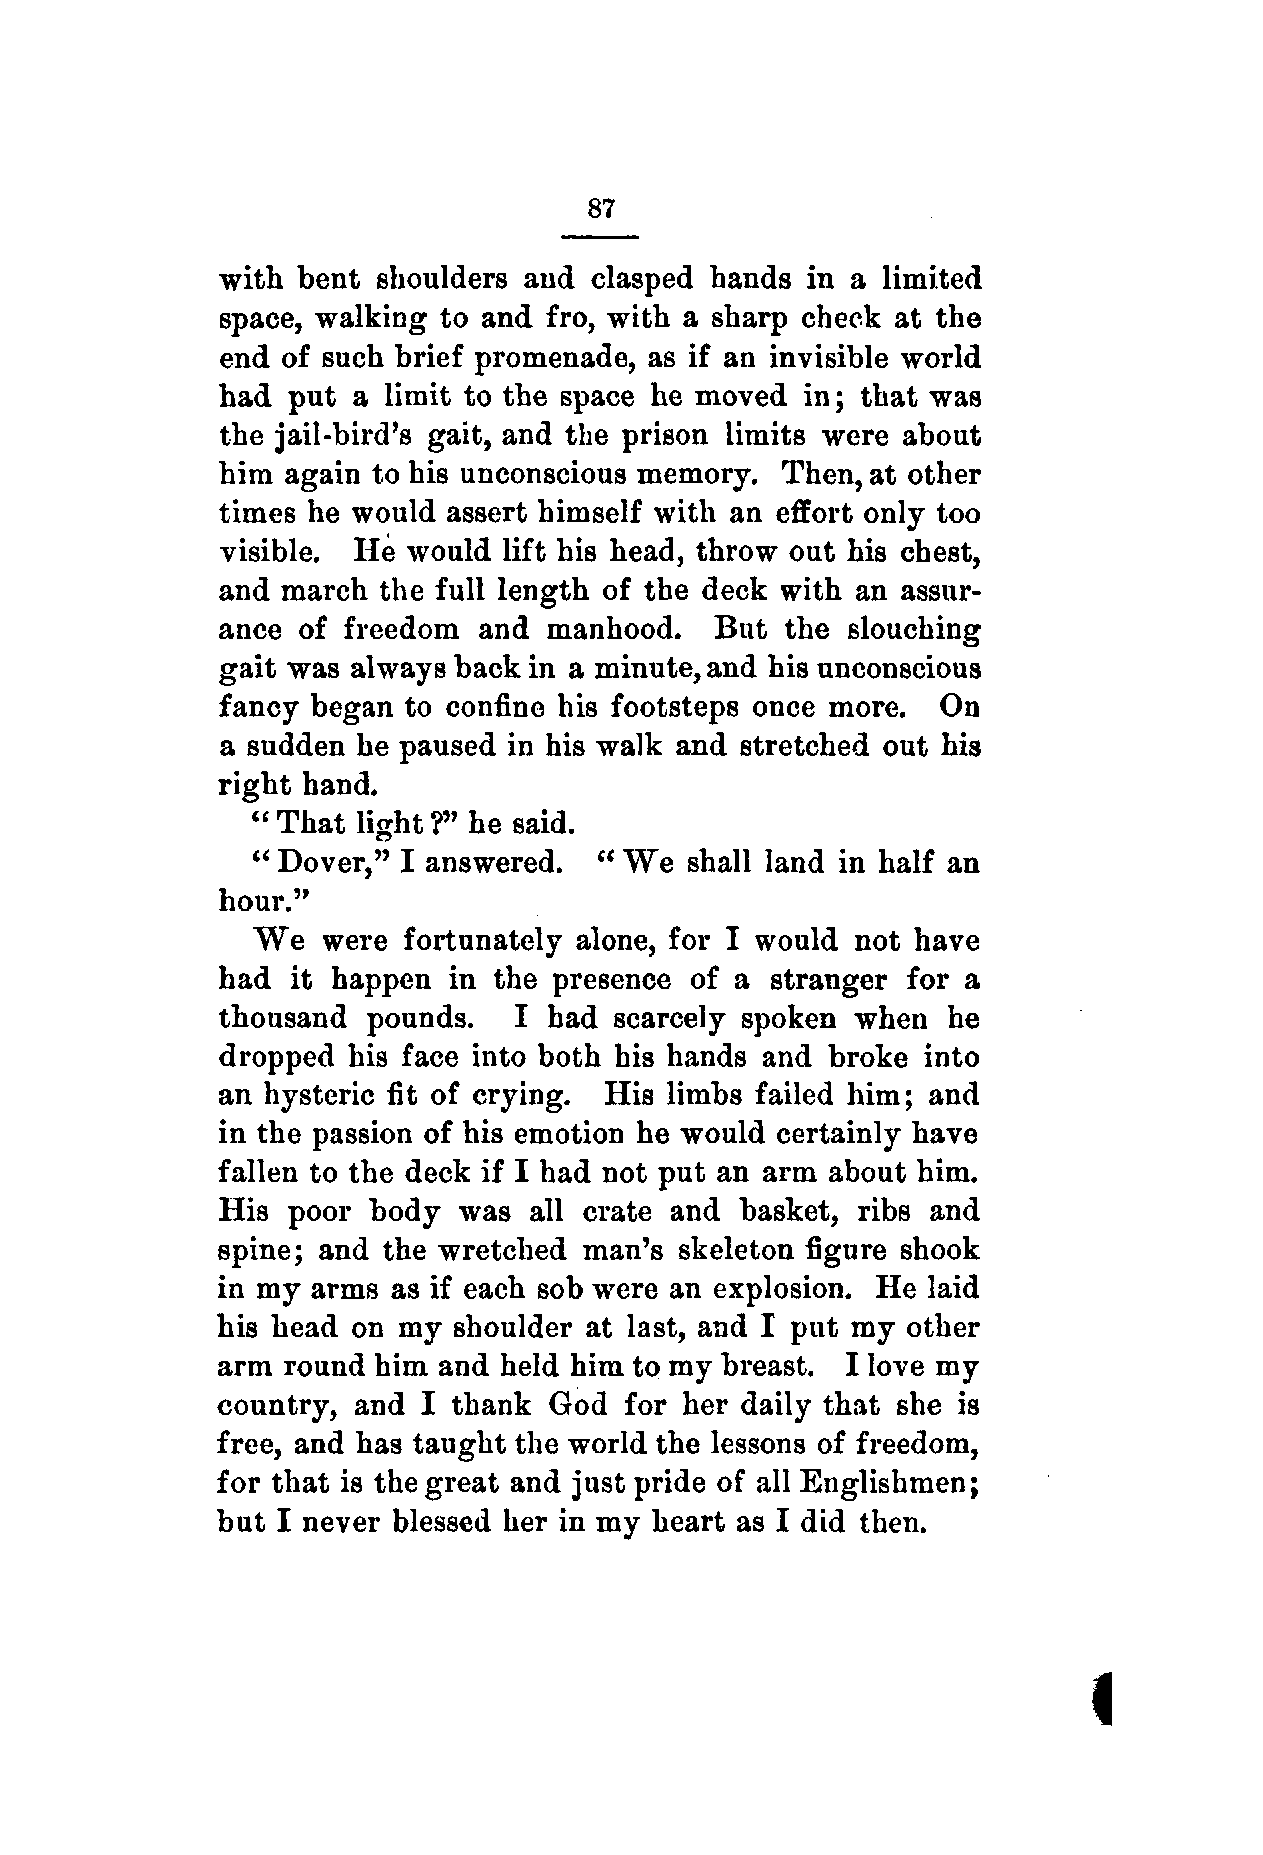 87
with bent shoulders and clasped hands in a limited
space, walking to and fro, with a sharp check at the
end of such brief promenade, as if an invisible world
had put a limit to the space he moved in; that was
the jail-bird's gait, and the prison limits were about
him again to his unconscious memory. Then, at other
times he would assert himself with an effort only too
visible. He would lift his head, throw out his chest,
and march the full length of the deck with an assur-
ance of freedom and manhood. But the slouching
gait was always back in a minute, and his unconscious
fancy began to confine his footsteps once more. On
a sudden he paused in his walk and stretched out his
right hand.
"That light?" he said.
"Dover," I answered. "We shall land in half an
hour."
We were fortunately alone, for I would not have
had it happen in the presence of a stranger for a
thousand pounds. I had scarcely spoken when he
dropped his face into both his hands and broke into
an hysteric fit of crying. His limbs failed him; and
in the passion of his emotion he would certainly have
fallen to the deck if I had not put an arm about him.
His poor body was all crate and basket, ribs and
spine; and the wretched man's skeleton figure shook
in my arms as if each sob were an explosion. He laid
his head on my shoulder at last, and I put my other
arm round him and held him to my breast. I love my
country, and I thank God for her daily that she is
free, and has taught the world the lessons of freedom,
for that is the great and just pride of all Englishmen;
but I never blessed her in my heart as I did then.